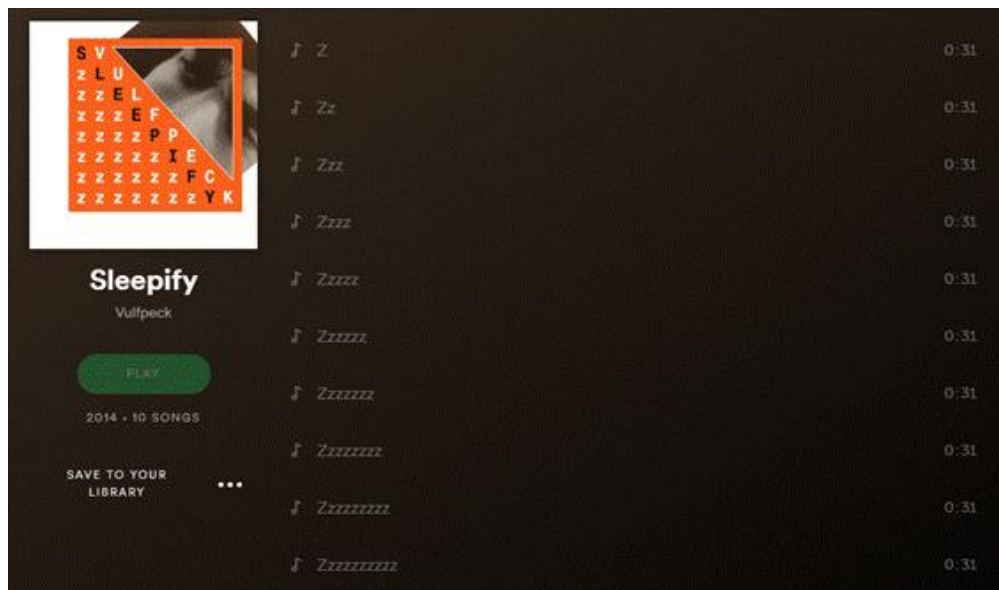 S V
z L U
z z E L
z z z E F
z z z z P P
z z z z z I E
z z z z z z F C
z z z z z z z Y K
Sleepify
Vulfpeck
PLAY
2014 • 10 SONGS
SAVE TO YOUR
LIBRARY
Z 0:31
Zz 0:31
Zzz 0:31
Zzzz 0:31
Zzzzz 0:31
Zzzzzz 0:31
Zzzzzzz 0:31
Zzzzzzzz 0:31
Zzzzzzzzz 0:31
Zzzzzzzzzz 0:31